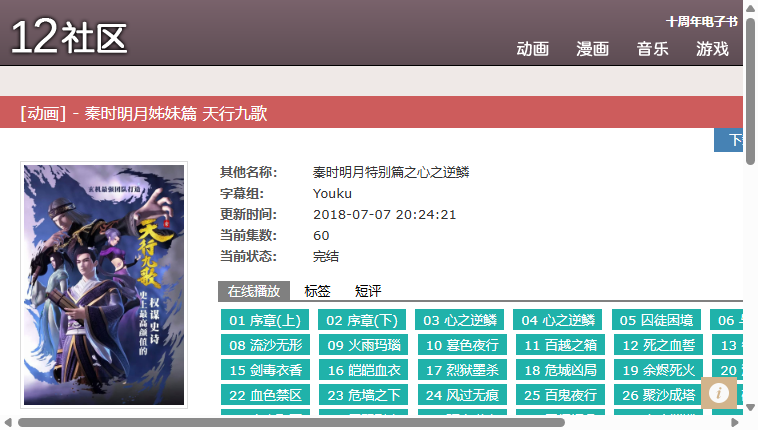 12社区
十周年电子书
动画 漫画 音乐 游戏
[动画] - 秦时明月姊妹篇 天行九歌
其他名称: 秦时明月特别篇之心之逆鳞
字幕组: Youku
更新时间: 2018-07-07 20:24:21
当前集数: 60
当前状态: 完结
玄机最强团队打造
天行九歌
权谋史诗
史上最高颜值的
在线播放 标签 短评
01 序章(上) 02 序章(下) 03 心之逆鳞 04 心之逆鳞 05 囚徒困境 06
08 流沙无形 09 火雨玛瑙 10 暮色夜行 11 百越之箱 12 死之血誓 13
15 剑毒衣香 16 皑皑血衣 17 烈狱墨杀 18 危城凶局 19 余烬死火 20
22 血色禁区 23 危墙之下 24 风过无痕 25 百鬼夜行 26 聚沙成塔